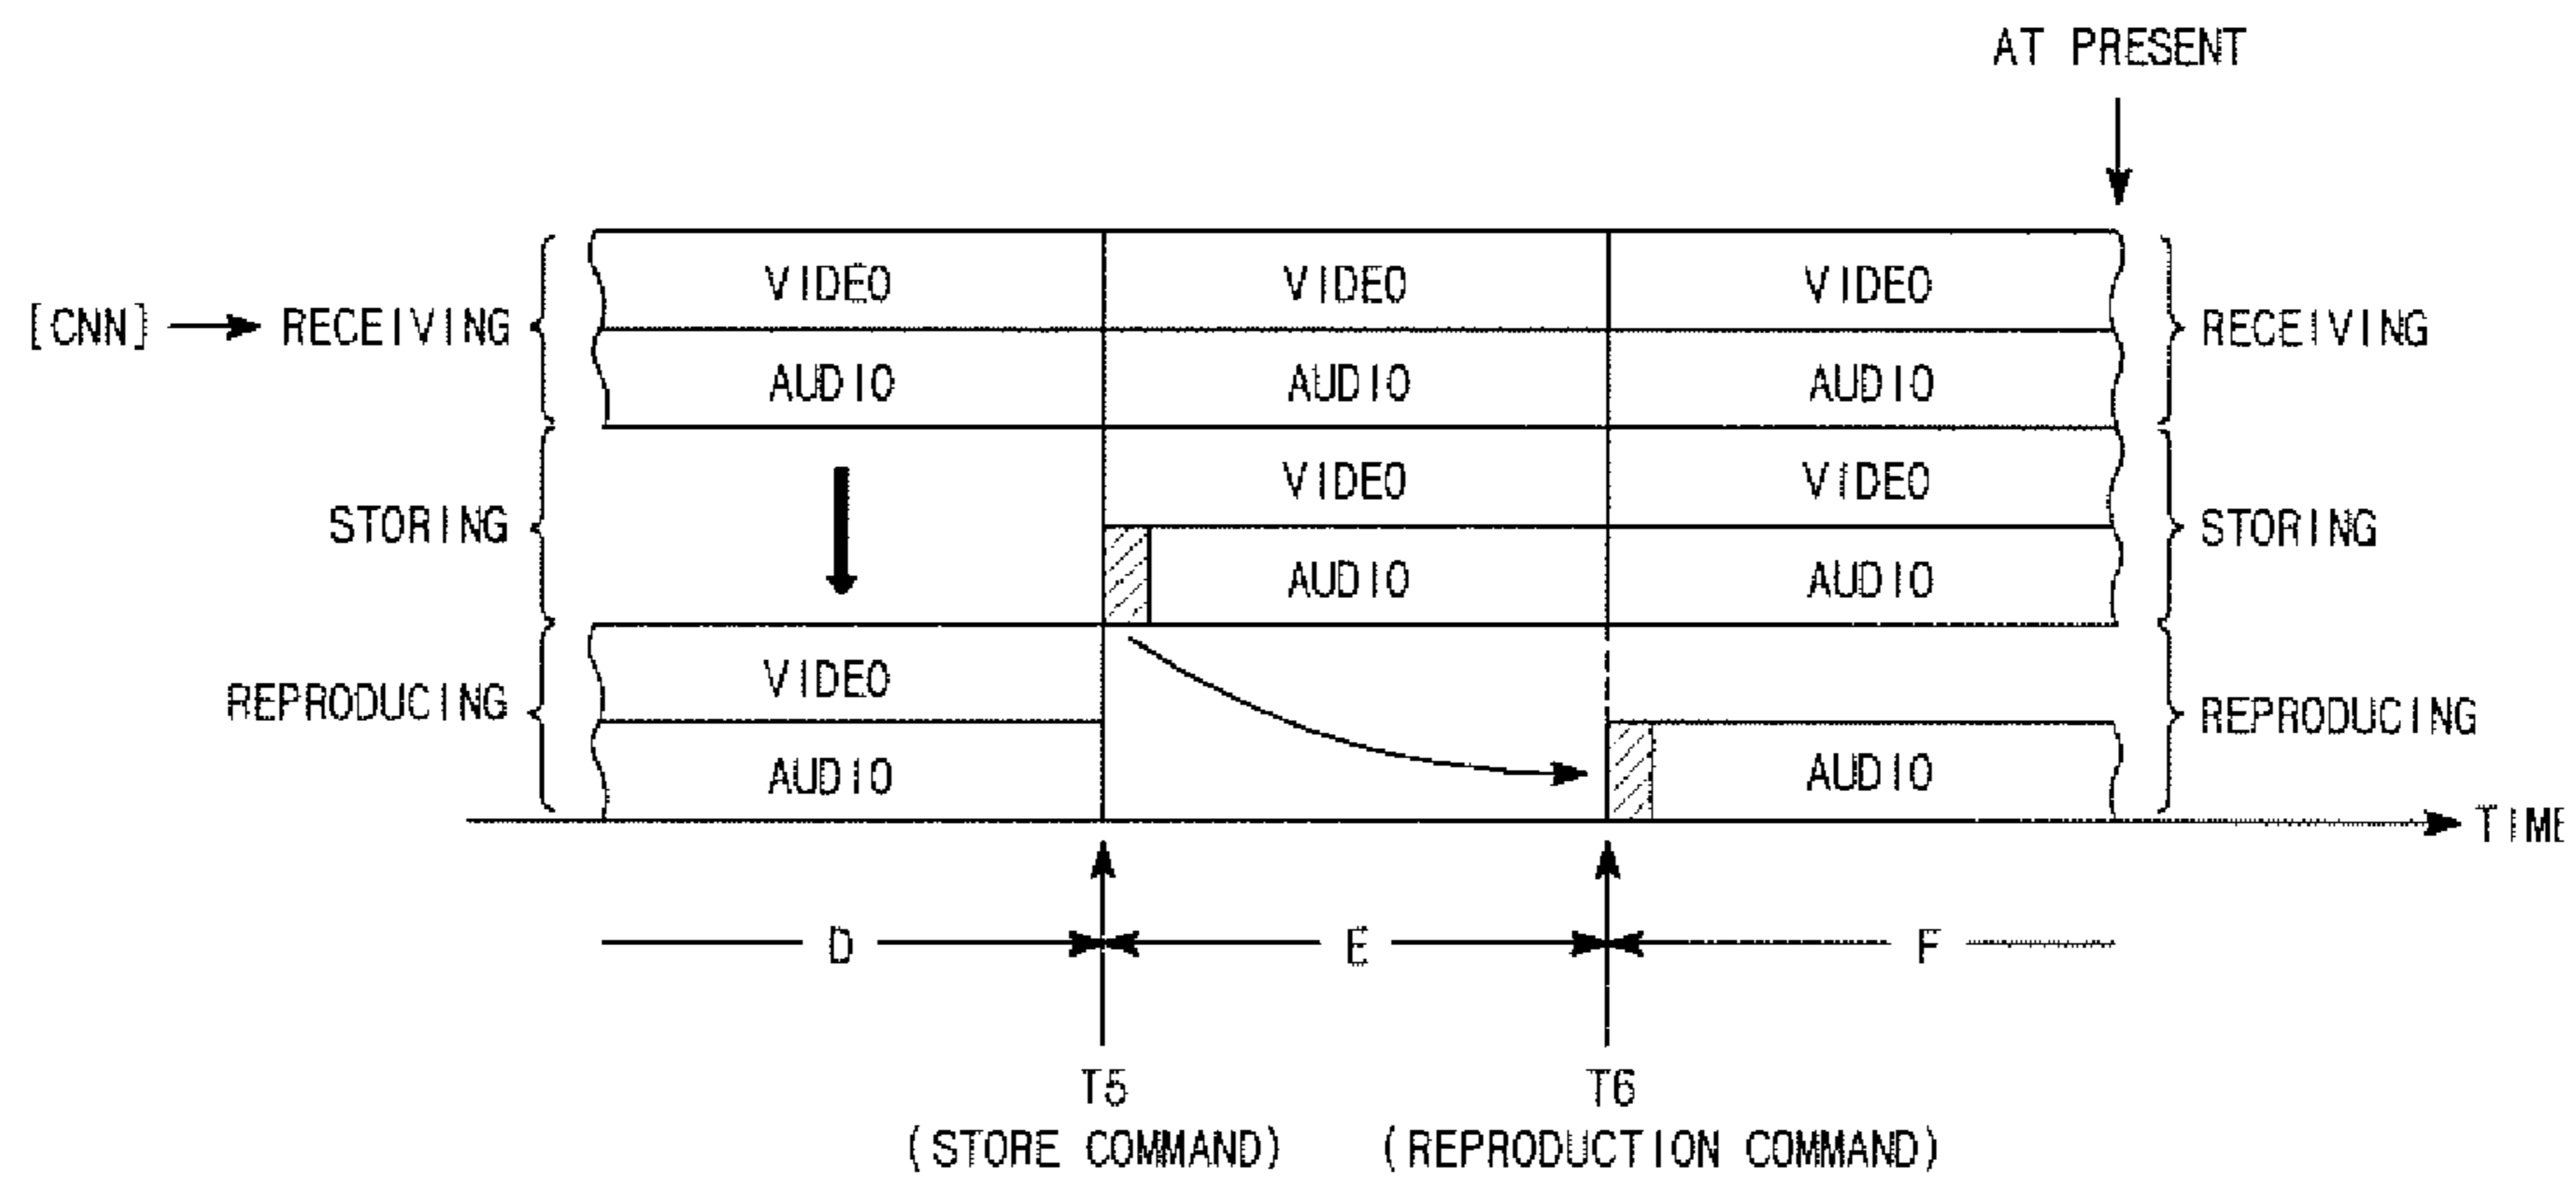 AT PRESENT
VIDEO VIDEO VIDEO
[CNN] RECEIVING RECEIVING
AUDIO AUDIO AUDIO
VIDEO VIDEO
STORING STORING
AUDIO AUDIO
VIDEO
REPRODUCING REPRODUCING
AUDIO AUDIO
TIME
D E F
T5 T6
(STORE COMMAND) (REPRODUCTION COMMAND)